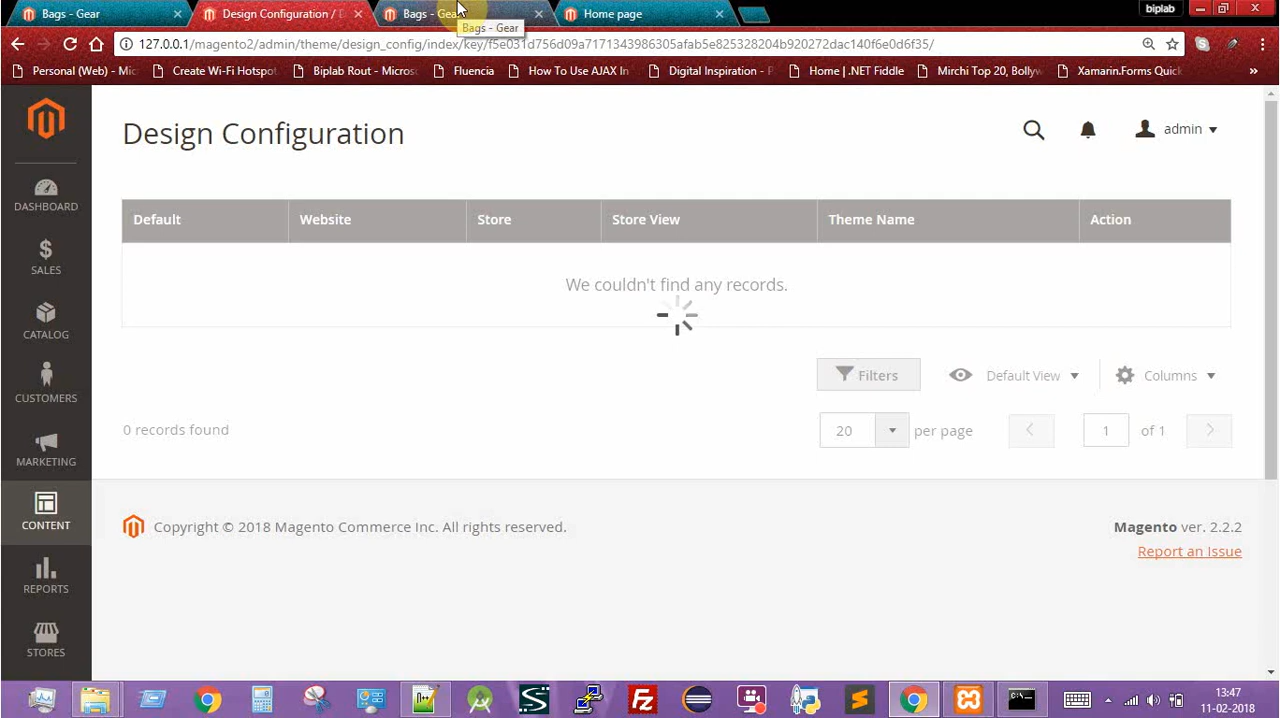 Bags - Gear
Design Configuration /
Bags - Gea
Home page
biplab
Bags - Gear
127.0.0.1/magento2/admin/theme/design_config/index/key/f5e031d756d09a7171343986305afab5e825328204b920272dac140f6e0d6f35/
Personal (Web) - Mic
Create Wi-Fi Hotspot
Biplab Rout - Micros
Fluencia
How To Use AJAX In
Digital Inspiration -
Home | .NET Fiddle
Mirchi Top 20, Bollyw
Xamarin.Forms Quick
»
Design Configuration
admin
DASHBOARD
SALES
CATALOG
CUSTOMERS
MARKETING
CONTENT
REPORTS
STORES
Default Website Store Store View Theme Name Action
We couldn't find any records.
Filters Default View Columns
0 records found
20 per page 1 of 1
Copyright © 2018 Magento Commerce Inc. All rights reserved.
Magento ver. 2.2.2
Report an Issue
13:47
11-02-2018